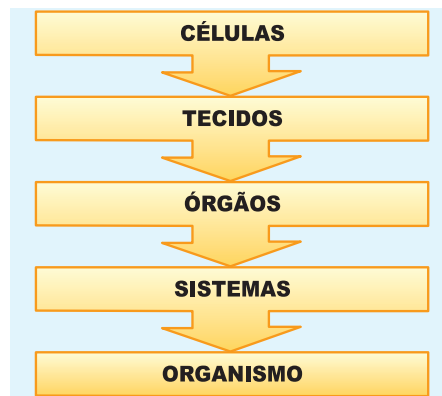 CÉLULAS
TECIDOS
ÓRGÃOS
SISTEMAS
ORGANISMO